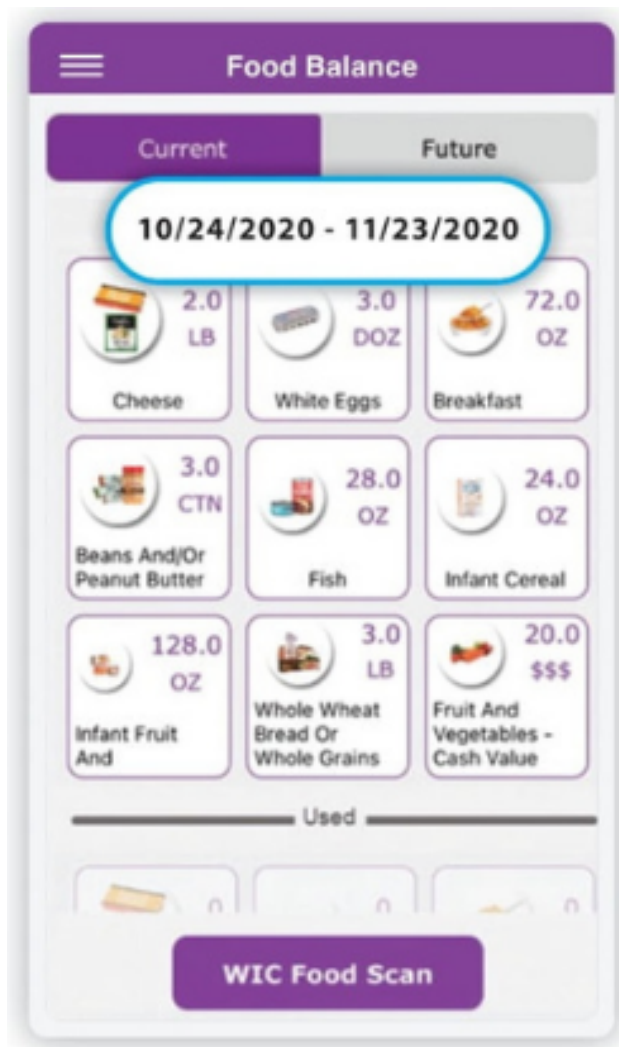 Food Balance
Current
Future
10/24/2020 - 11/23/2020
2.0
LB
Cheese
3.0
DOZ
White Eggs
72.0
OZ
Breakfast
3.0
CTN
Beans And/Or
Peanut Butter
28.0
OZ
Fish
24.0
OZ
Infant Cereal
128.0
OZ
Infant Fruit
And
3.0
LB
Whole Wheat
Bread Or
Whole Grains
20.0
$$$
Fruit And
Vegetables -
Cash Value
Used
0
0
0
WIC Food Scan